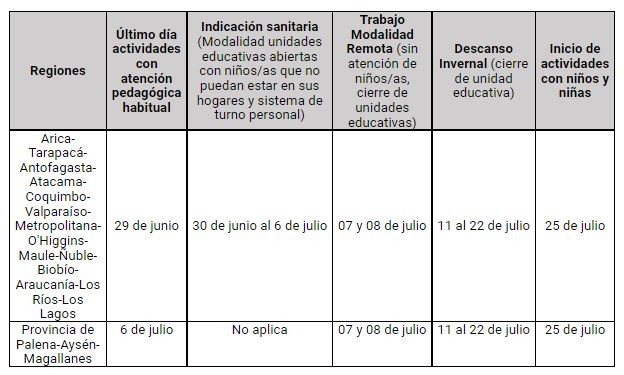 Regiones
Último día
actividades
con
atención
pedagógica
habitual
Indicación sanitaria
(Modalidad unidades
educativas abiertas
con niños/as que no
puedan estar en sus
hogares y sistema de
turno personal)
Trabajo
Modalidad
Remota (sin
atención de
niños/as,
cierre de
unidades
educativas)
Descanso
Invernal (cierre
de unidad
educativa)
Inicio de
actividades
con niños y
niñas
Arica-
Tarapacá-
Antofagasta-
Atacama-
Coquimbo-
Valparaíso-
Metropolitana-
O'Higgins-
Maule-Ñuble-
Biobío-
Araucanía-Los
Ríos-Los
Lagos
29 de junio
30 de junio al 6 de julio
07 y 08 de julio
11 al 22 de julio
25 de julio
Provincia de
Palena-Aysén-
Magallanes
6 de julio
No aplica
07 y 08 de julio
11 al 22 de julio
25 de julio